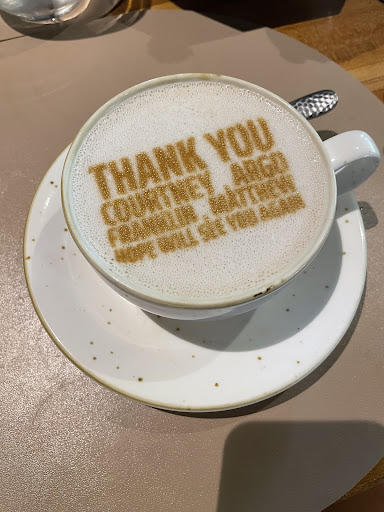 THANK YOU
COURTNEY, ARGO
FRANKLIN, MATTHEW
HOPE WILL SEE YOU AGAIN